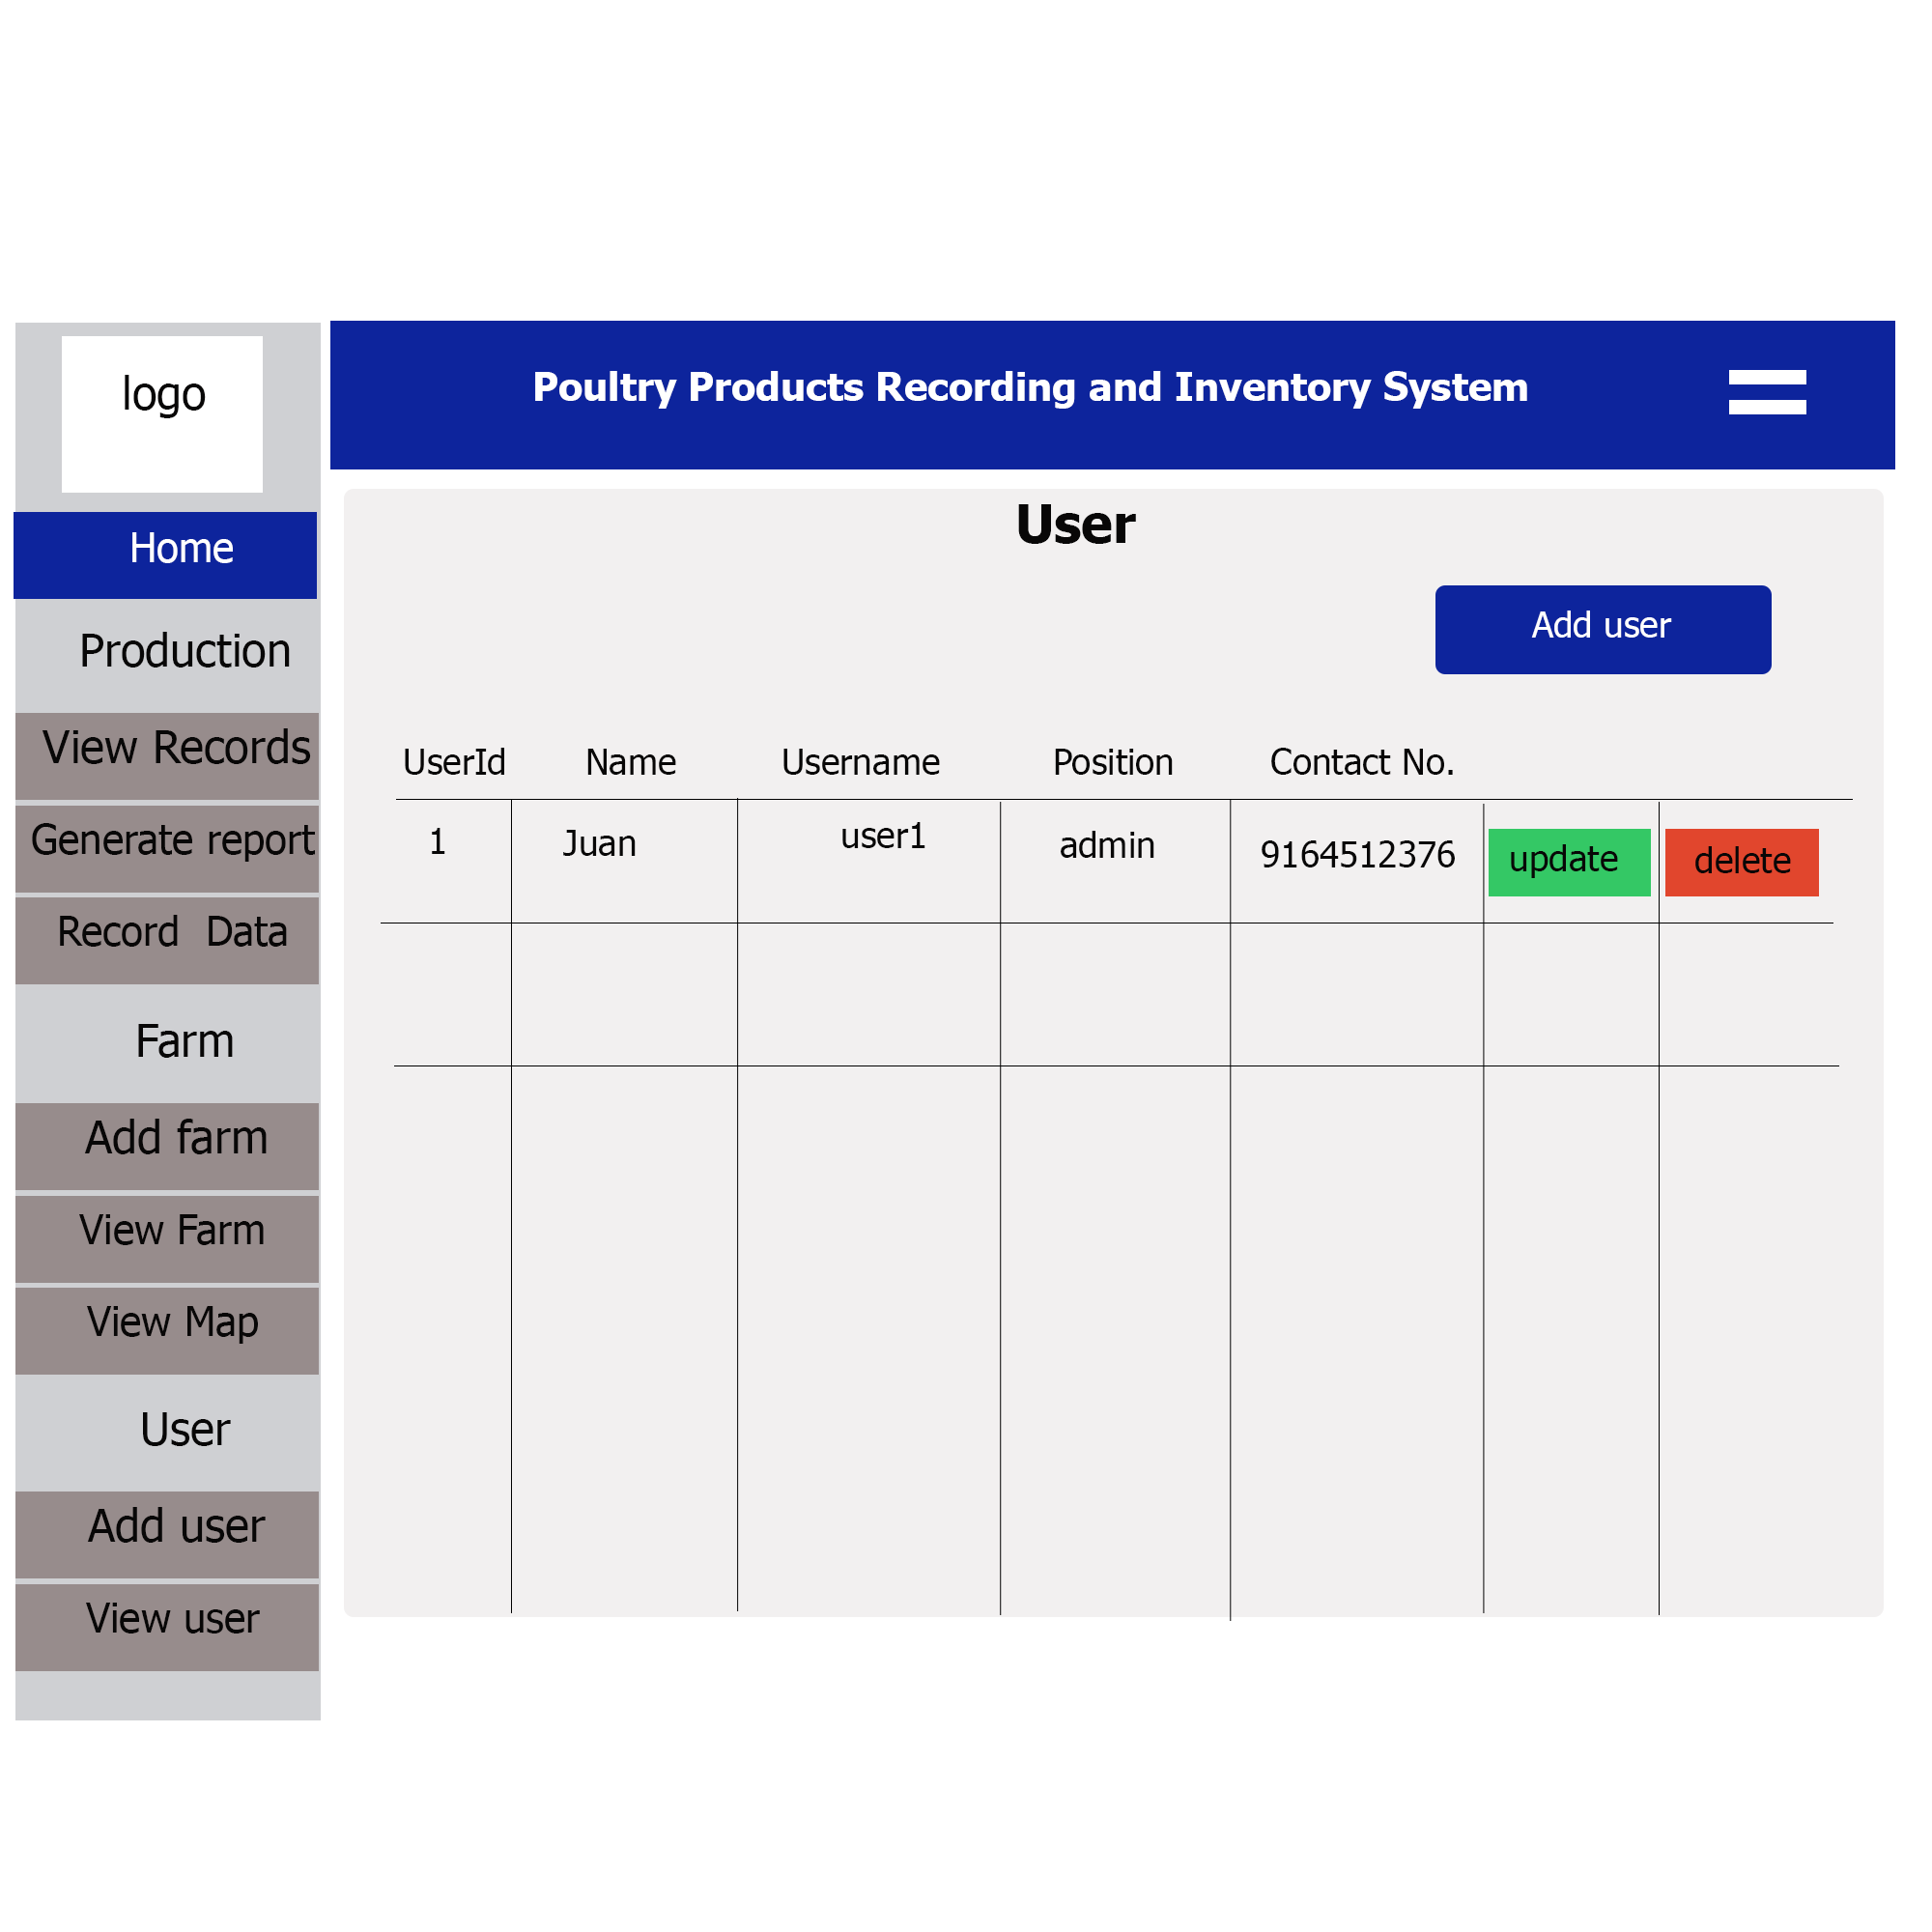 logo
Poultry Products Recording and Inventory System
Home
Production
View Records
Generate report
Record  Data
Farm
Add farm
View Farm
View Map
User
Add user
View user
User
Add user
UserId Name Username Position Contact No.
1 Juan user1 admin 9164512376 update delete